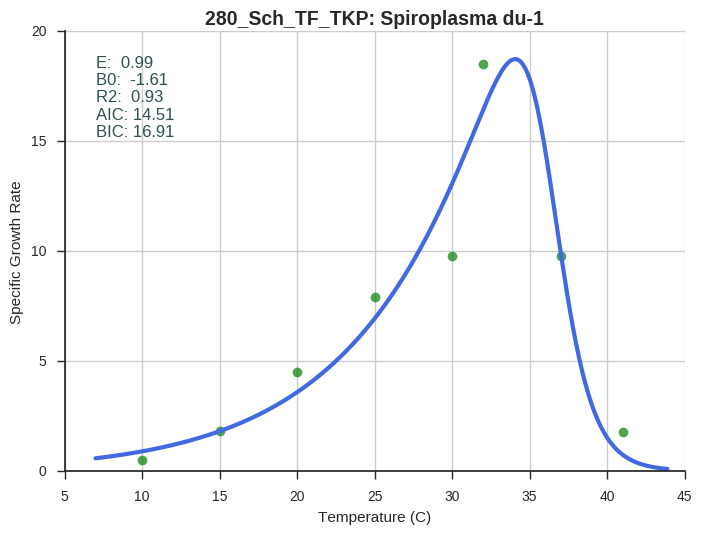 280_Sch_TF_TKP: Spiroplasma du-1
E: 0.99
B0: -1.61
R2: 0.93
AIC: 14.51
BIC: 16.91
Specific Growth Rate
20
15
10
5
0
5 10 15 20 25 30 35 40 45
Temperature (C)